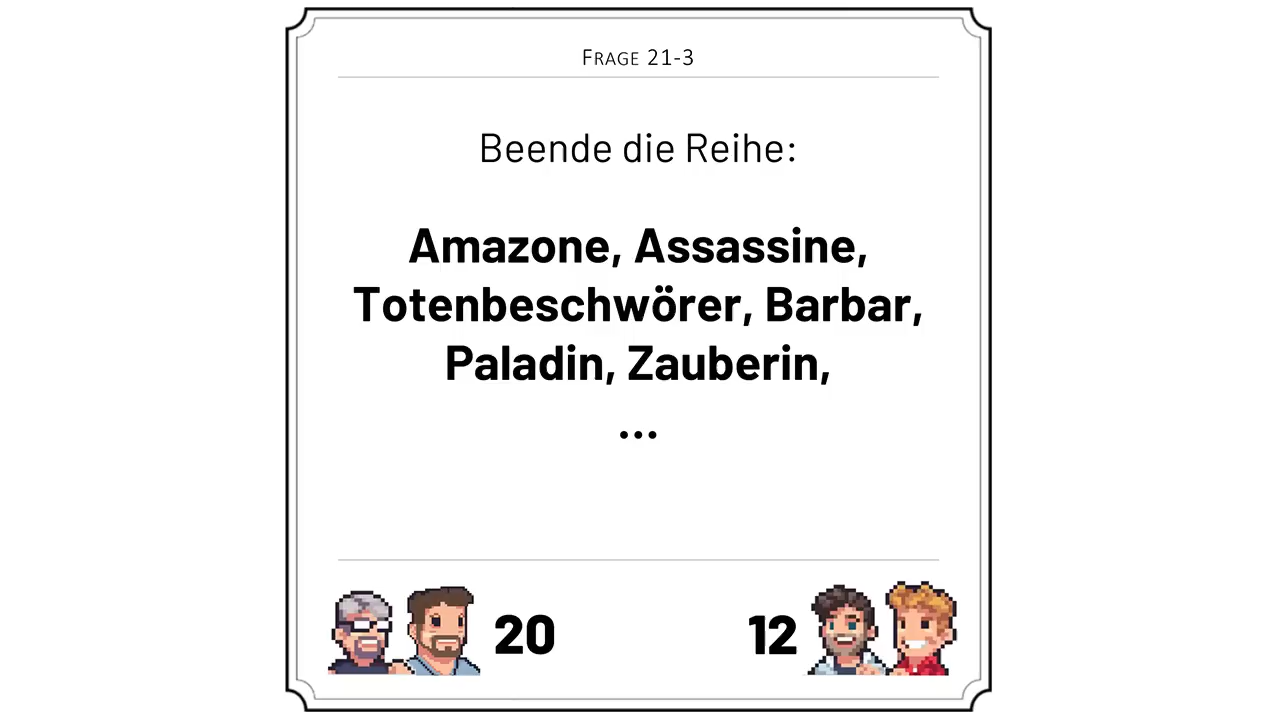 Frage 21-3
Beende die Reihe:
Amazone, Assassine,
Totenbeschwörer, Barbar,
Paladin, Zauberin,
...
20
12